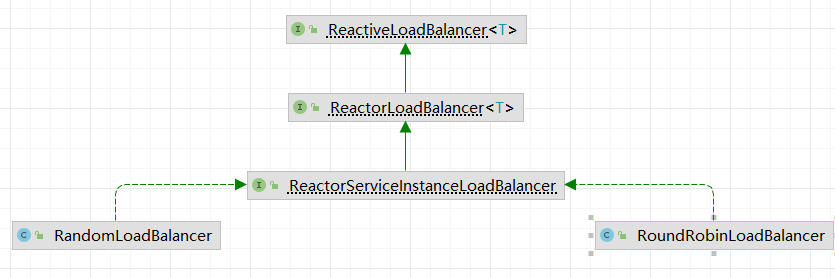 I ReactiveLoadBalancer<T>
I ReactorLoadBalancer<T>
I ReactorServiceInstanceLoadBalancer
C RandomLoadBalancer
C RoundRobinLoadBalancer